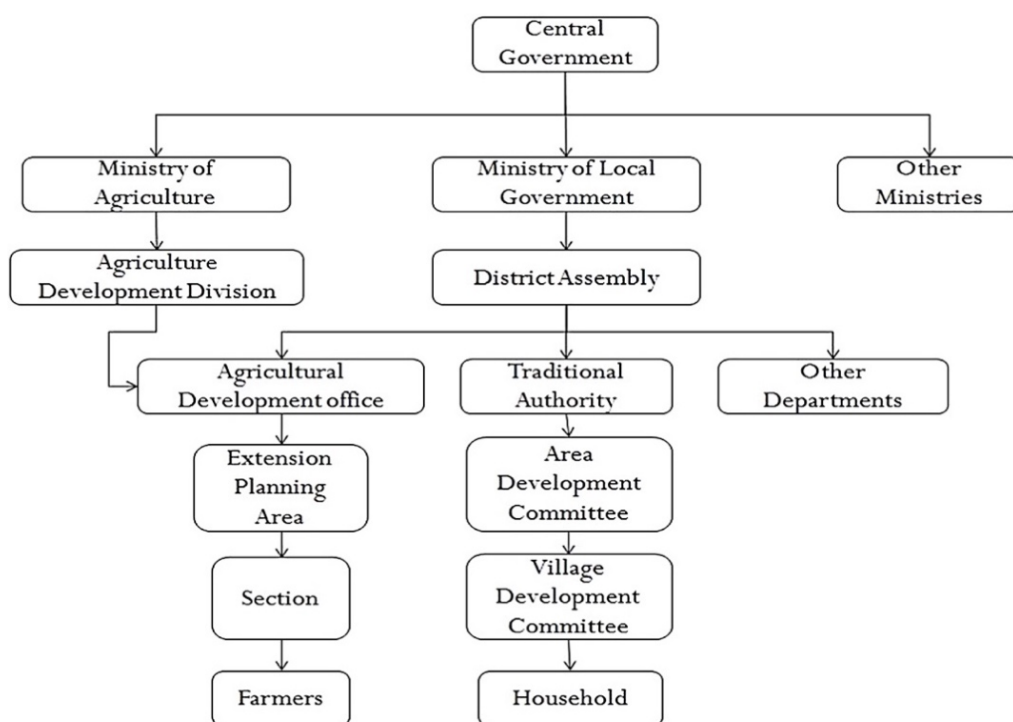 Central
Government
Ministry of
Agriculture
Ministry of Local
Government
Other
Ministries
Agriculture
Development Division
District Assembly
Agricultural
Development office
Traditional
Authority
Other
Departments
Extension
Planning
Area
Area
Development
Committee
Section
Village
Development
Committee
Farmers
Household